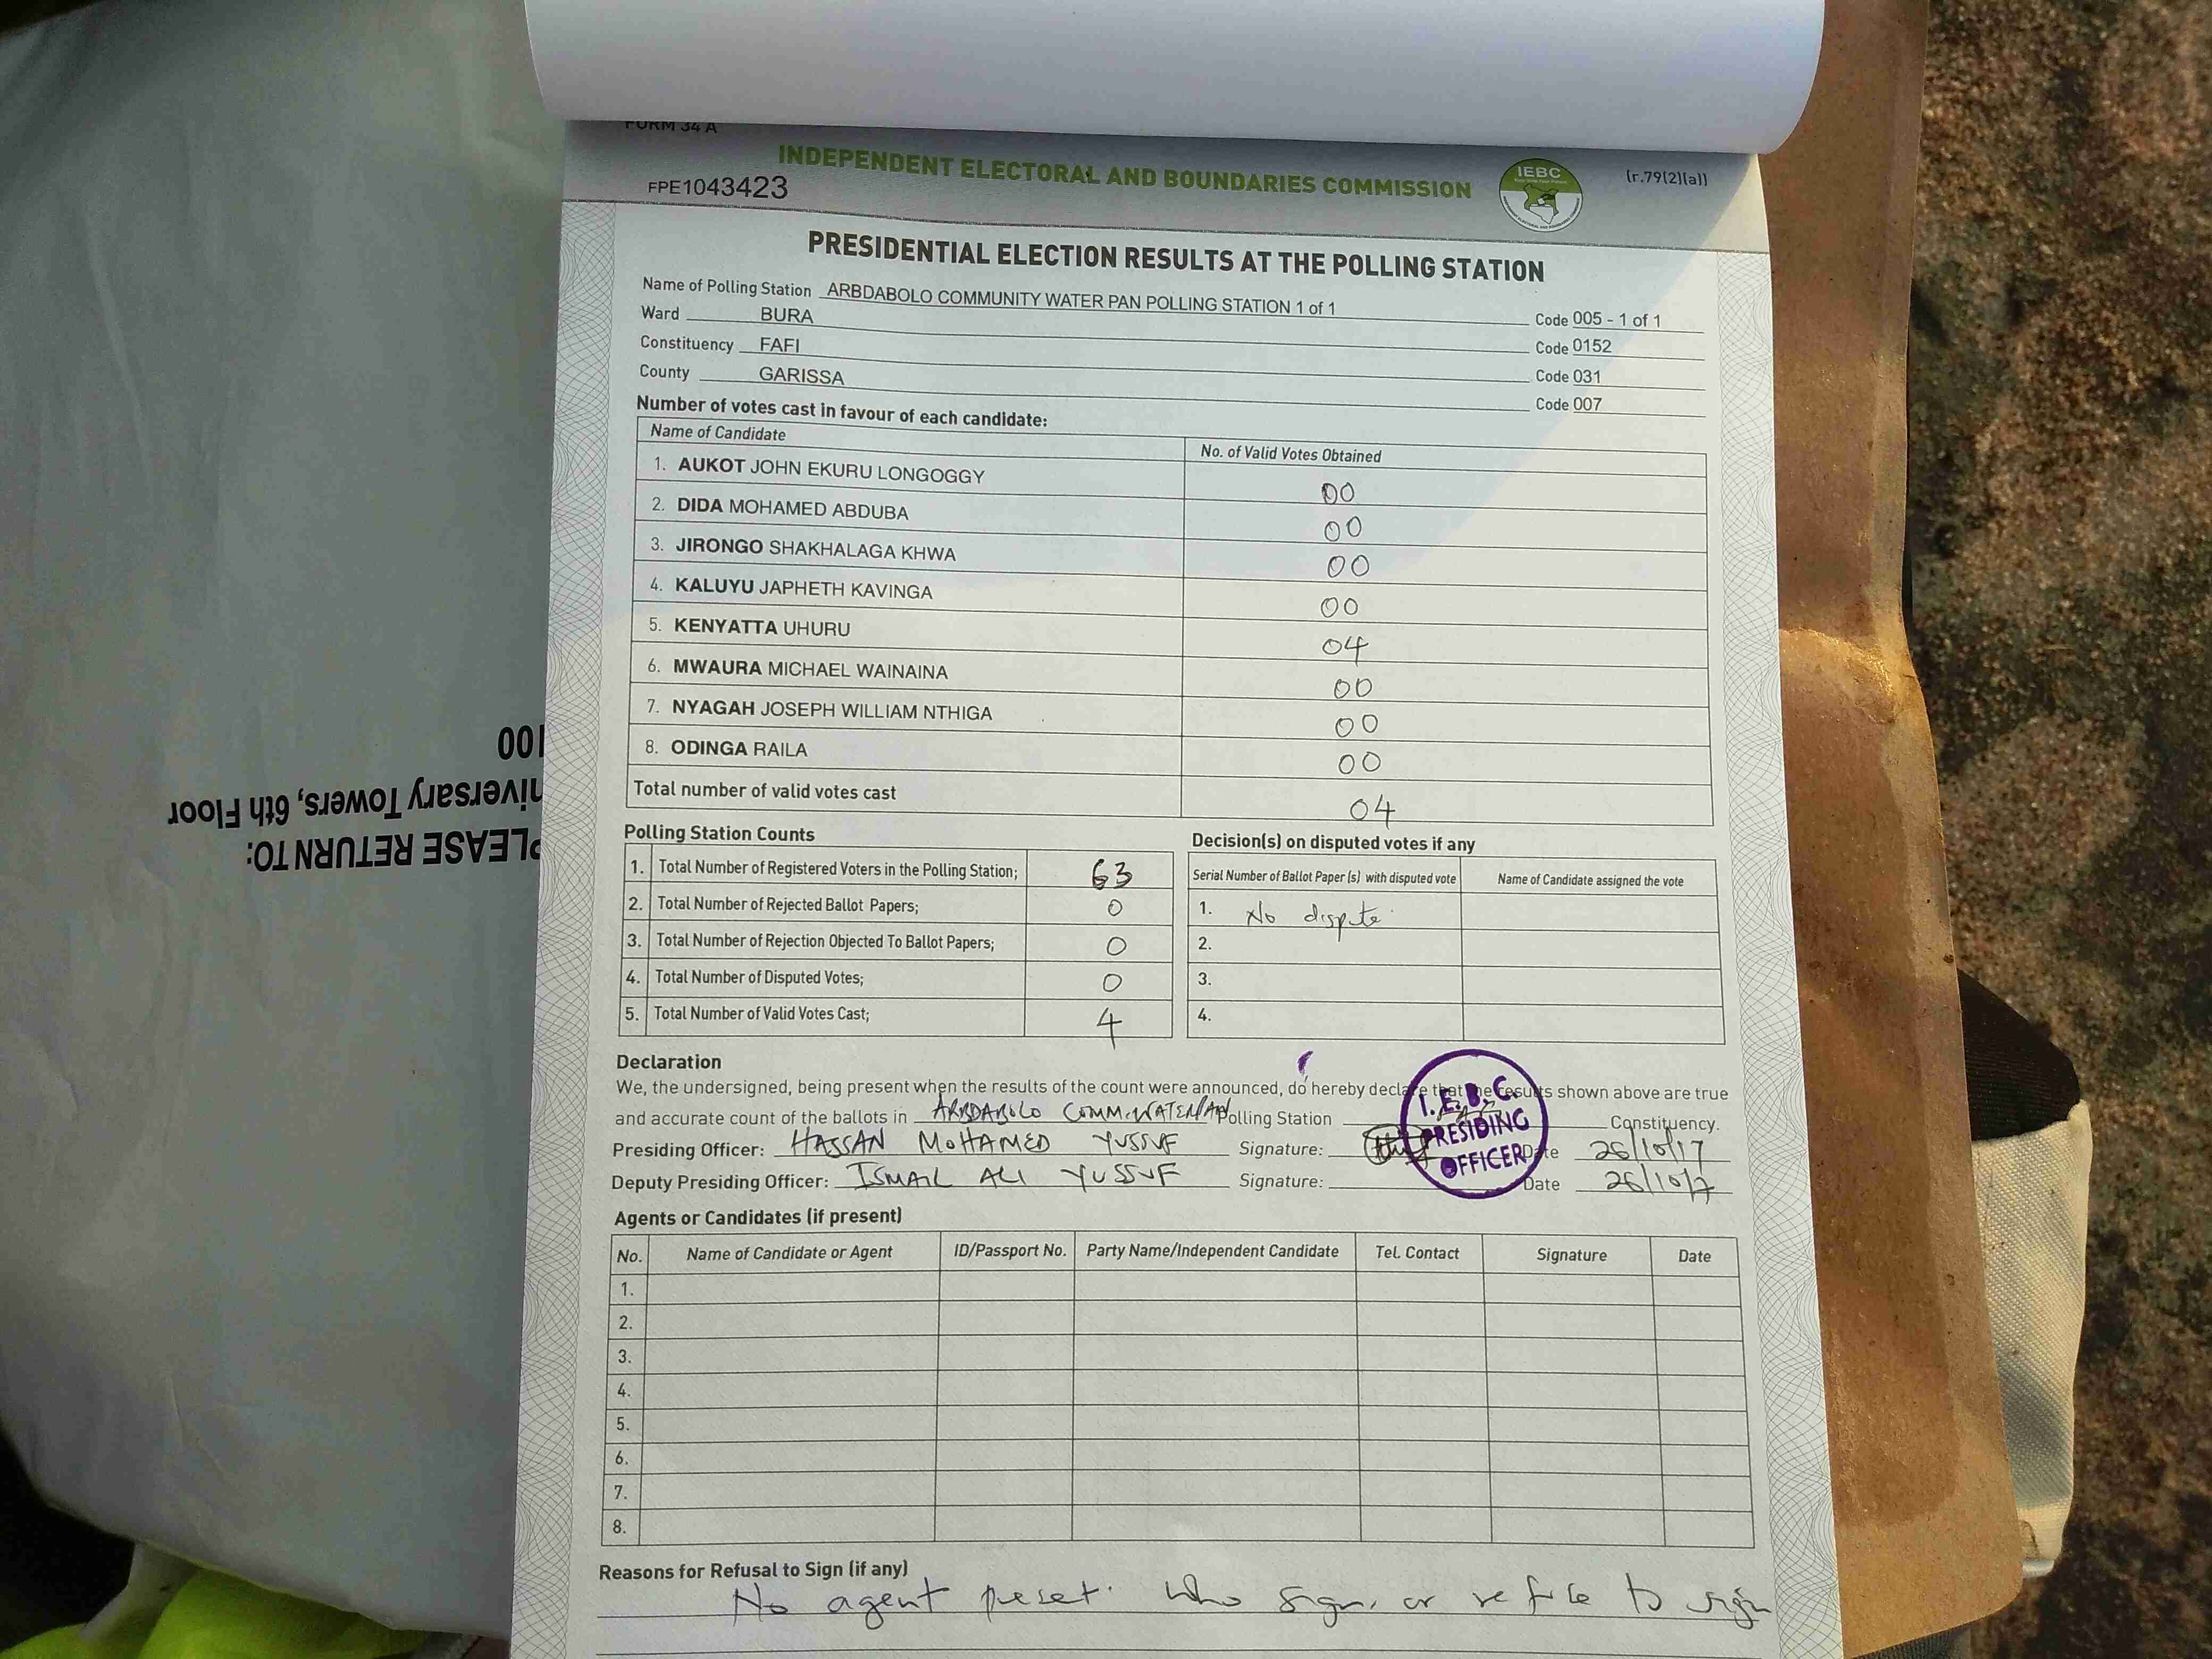 FORM 34 A
INDEPENDENT ELECTORAL AND BOUNDARIES COMMISSION
IEBC
(r.79(2)(a))
FPE1043423
PRESIDENTIAL ELECTION RESULTS AT THE POLLING STATION
Name of Polling Station ARBDABOLO COMMUNITY WATER PAN POLLING STATION 1 of 1 Code 005 - 1 of 1
Ward BURA Code 0152
Constituency FAFI Code 031
County GARISSA Code 007
Number of votes cast in favour of each candidate:
Name of Candidate No. of Valid Votes Obtained
1. AUKOT JOHN EKURU LONGOGGY 00
2. DIDA MOHAMED ABDUBA 00
3. JIRONGO SHAKHALAGA KHWA 00
4. KALUYU JAPHETH KAVINGA 00
5. KENYATTA UHURU 04
6. MWAURA MICHAEL WAINAINA 00
7. NYAGAH JOSEPH WILLIAM NTHIGA 00
8. ODINGA RAILA 00
Total number of valid votes cast 04
Polling Station Counts
1. Total Number of Registered Voters in the Polling Station; 63
2. Total Number of Rejected Ballot Papers; 0
3. Total Number of Rejection Objected To Ballot Papers; 0
4. Total Number of Disputed Votes; 0
5. Total Number of Valid Votes Cast; 4
Decision(s) on disputed votes if any
Serial Number of Ballot Paper (s) with disputed vote Name of Candidate assigned the vote
1. No dispute
2.
3.
4.
Declaration
We, the undersigned, being present when the results of the count were announced, do hereby declare that the results shown above are true
and accurate count of the ballots in ARBDABOLO COMM.WATER PAN Polling Station Constituency.
Presiding Officer: HASSAN MOHAMED YUSSUF Signature: Date 26/10/17
Deputy Presiding Officer: ISMAIL ALI YUSSUF Signature: Date 26/10/7
I.E.B.C.
PRESIDING
OFFICER
Agents or Candidates (if present)
No. Name of Candidate or Agent ID/Passport No. Party Name/Independent Candidate Tel. Contact Signature Date
1.
2.
3.
4.
5.
6.
7.
8.
Reasons for Refusal to Sign (if any)
No agent preset. who sign, or refuse to sign
PLEASE RETURN TO:
niversary Towers, 6th Floor
100